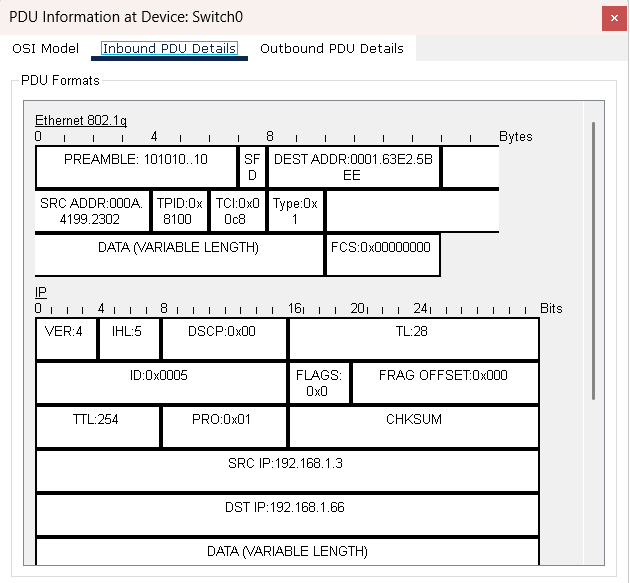 PDU Information at Device: Switch0
×
OSI Model Inbound PDU Details Outbound PDU Details
PDU Formats
Ethernet 802.1q
0 4 8 Bytes
PREAMBLE: 101010..10 SF DEST ADDR:0001.63E2.5B
D EE
SRC ADDR:000A. TPID:0x TCI:0x0 Type:0x
4199.2302 8100 0c8 1
DATA (VARIABLE LENGTH) FCS:0x00000000
IP
0 4 8 16 20 24 Bits
VER:4 IHL:5 DSCP:0x00 TL:28
ID:0x0005 FLAGS: FRAG OFFSET:0x000
0x0
TTL:254 PRO:0x01 CHKSUM
SRC IP:192.168.1.3
DST IP:192.168.1.66
DATA (VARIABLE LENGTH)